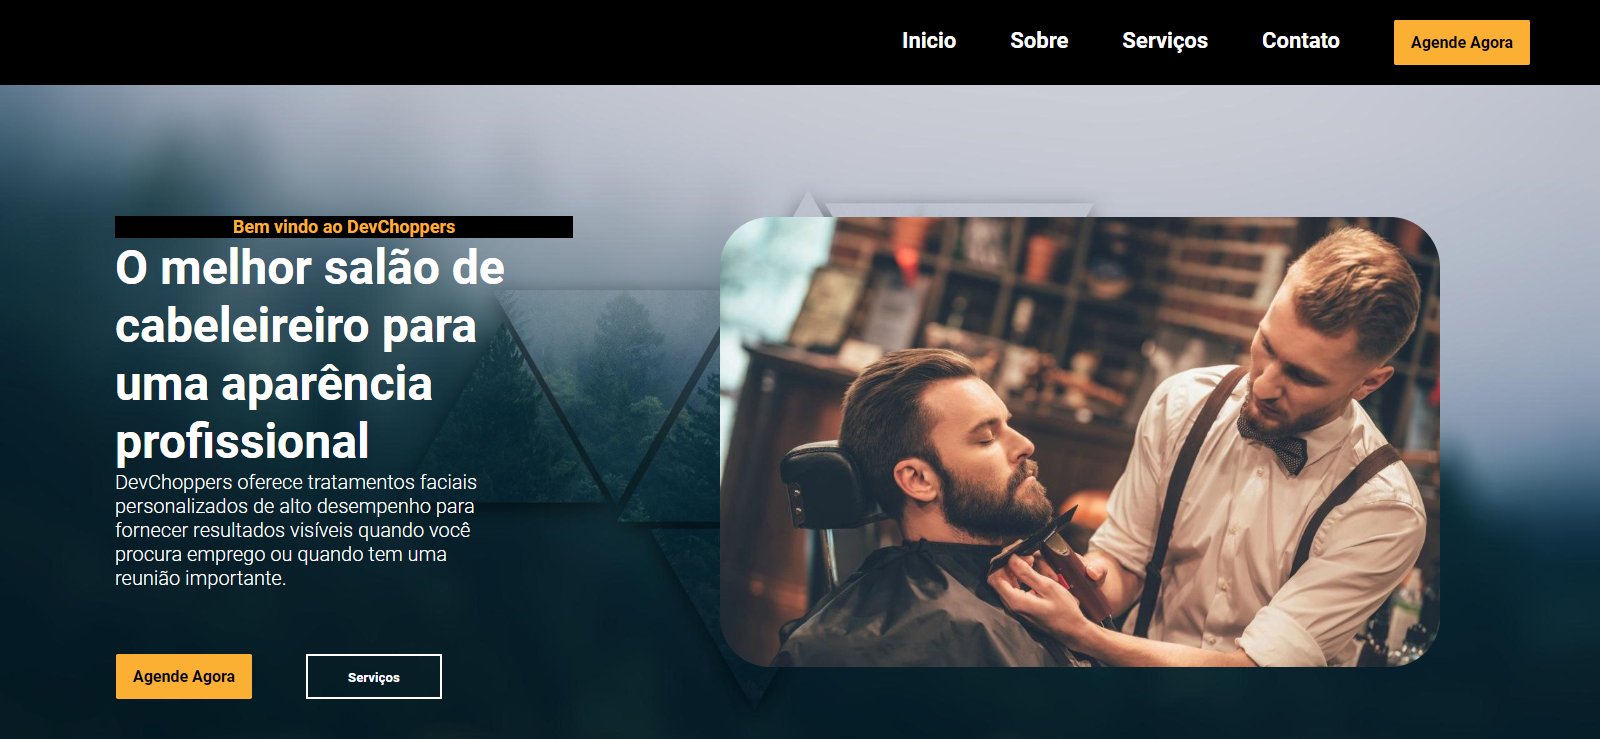 Inicio Sobre Serviços Contato Agende Agora
Bem vindo ao DevChoppers
O melhor salão de
cabeleireiro para
uma aparência
profissional
DevChoppers oferece tratamentos faciais
personalizados de alto desempenho para
fornecer resultados visíveis quando você
procura emprego ou quando tem uma
reunião importante.
Agende Agora Serviços